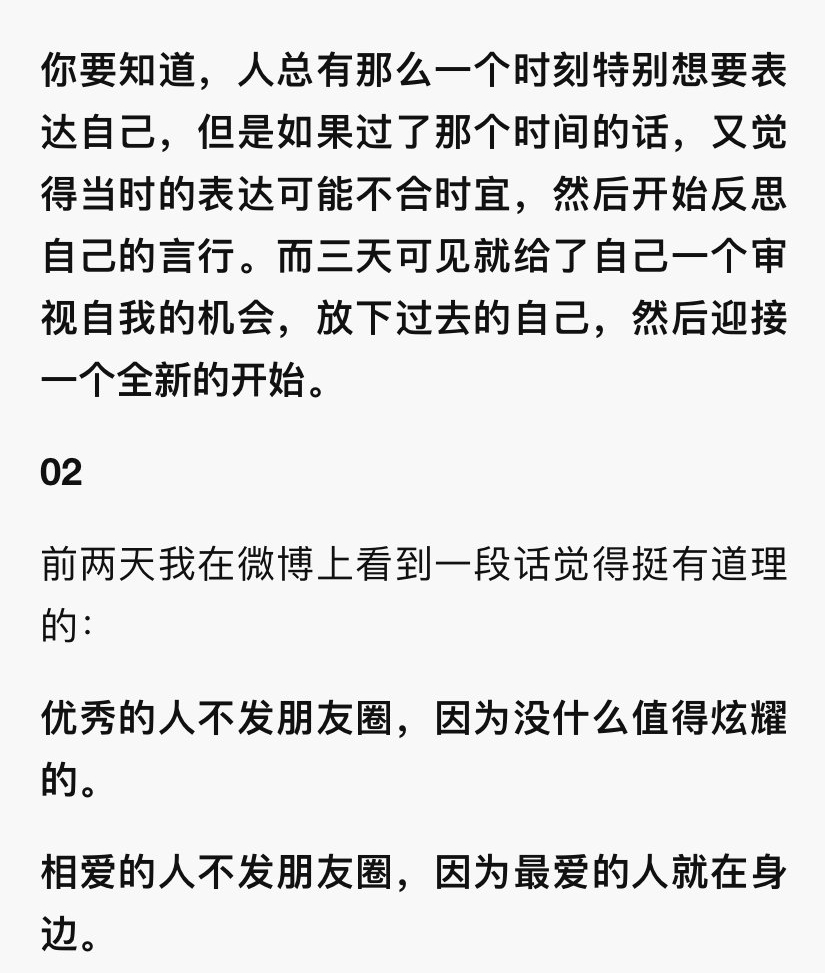 你要知道，人总有那么一个时刻特别想要表
达自己，但是如果过了那个时间的话，又觉
得当时的表达可能不合时宜，然后开始反思
自己的言行。而三天可见就给了自己一个审
视自我的机会，放下过去的自己，然后迎接
一个全新的开始。
02
前两天我在微博上看到一段话觉得挺有道理
的：
优秀的人不发朋友圈，因为没什么值得炫耀
的。
相爱的人不发朋友圈，因为最爱的人就在身
边。